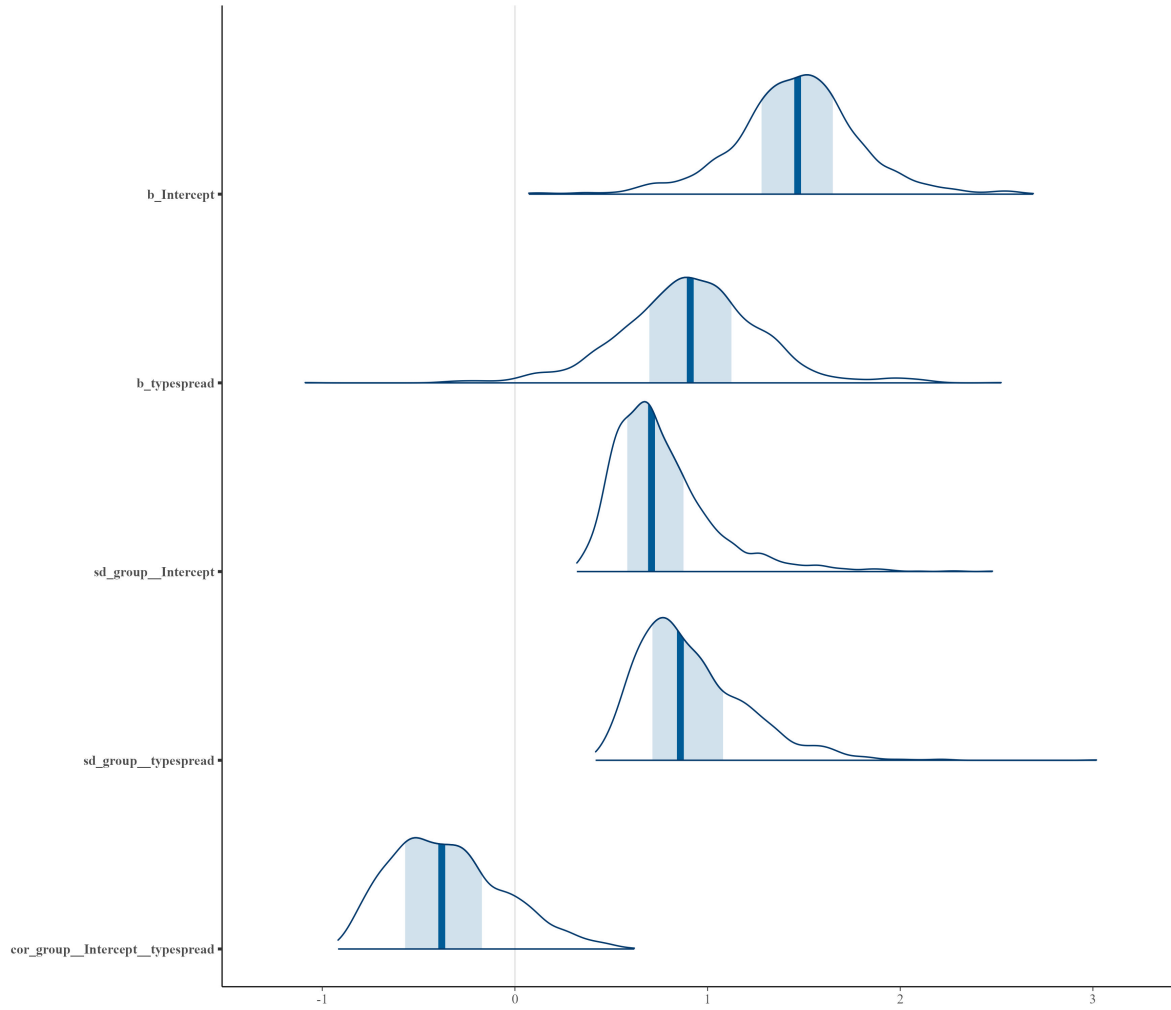 b_Intercept
b_typespread
sd_group__Intercept
sd_group__typespread
cor_group__Intercept__typespread
-1 0 1 2 3